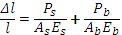 Δl/l = P_s/(A_s E_s) + P_b/(A_b E_b)